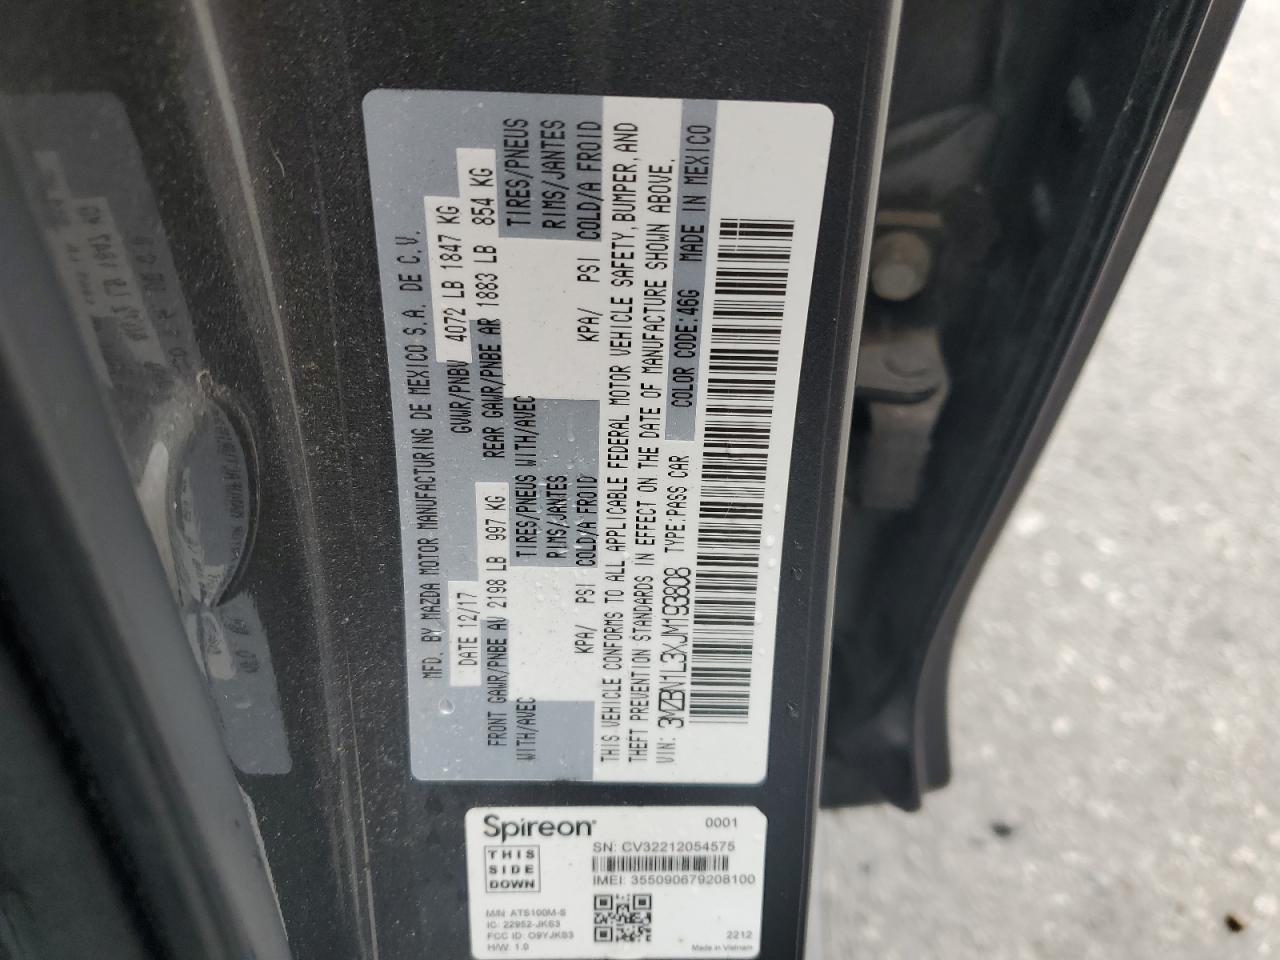 MFD. BY MAZDA MOTOR MANUFACTURING DE MEXICO S.A. DE C.V.
DATE 12/17 GVWR/PNBV 4072 LB 1847 KG
FRONT GAWR/PNBE AV 2198 LB 997 KG REAR GAWR/PNBE AR 1883 LB 854 KG
WITH/AVEC TIRES/PNEUS WITH/AVEC TIRES/PNEUS
RIMS/JANTES RIMS/JANTES
KPA/ PSI COLD/A FROID KPA/ PSI COLD/A FROID
THIS VEHICLE CONFORMS TO ALL APPLICABLE FEDERAL MOTOR VEHICLE SAFETY, BUMPER, AND
THEFT PREVENTION STANDARDS IN EFFECT ON THE DATE OF MANUFACTURE SHOWN ABOVE.
VIN: 3MZBN1L3XJM193808 TYPE:PASS CAR COLOR CODE:46G MADE IN MEXICO
Spireon 0001
SN: CV32212054575
THIS
SIDE
DOWN
IMEI: 355090679208100
M/N: ATS100M-S
IC: 22952-JKS3
FCC ID: O9YJKS3
H/W: 1.0
2212
Made in Vietnam